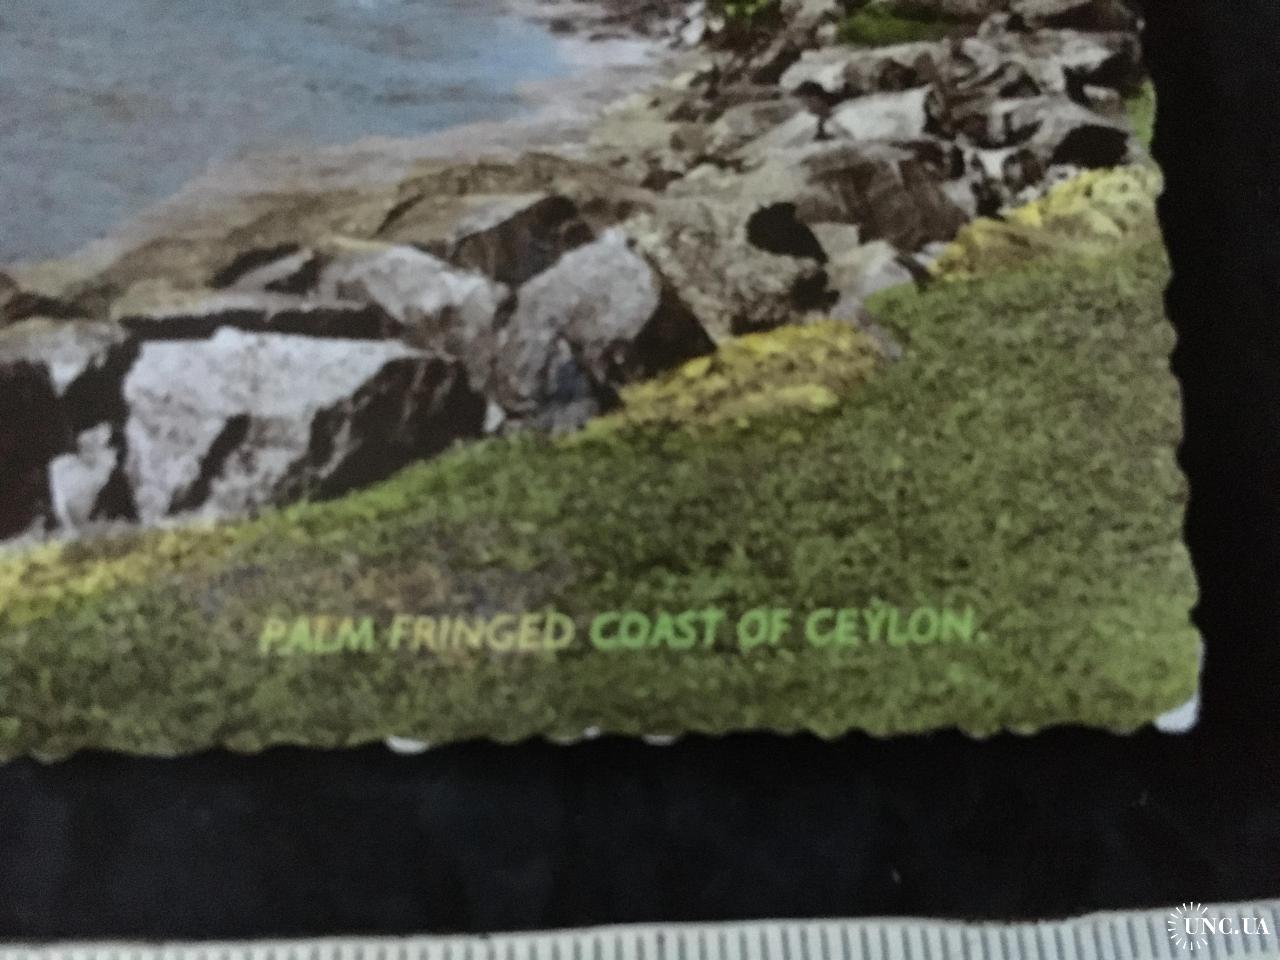 PALM FRINGED COAST OF CEYLON.
UNC.UA